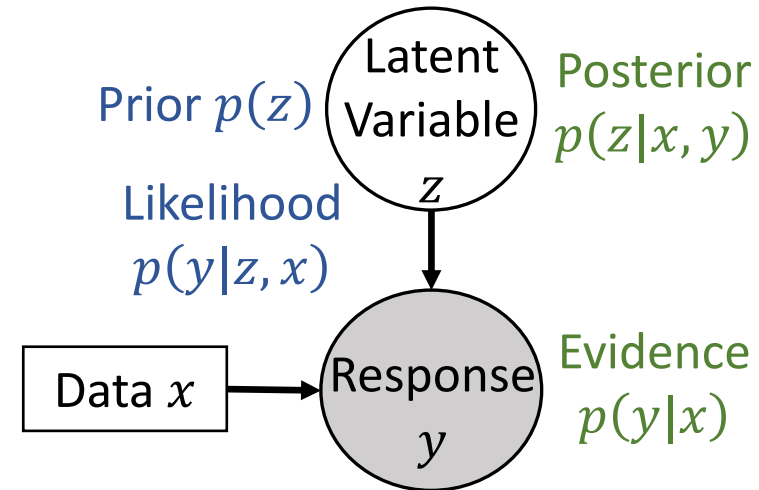 Latent
Variable
z
Prior p(z)
Posterior
p(z|x, y)
Likelihood
p(y|z, x)
Data x
Response
y
Evidence
p(y|x)